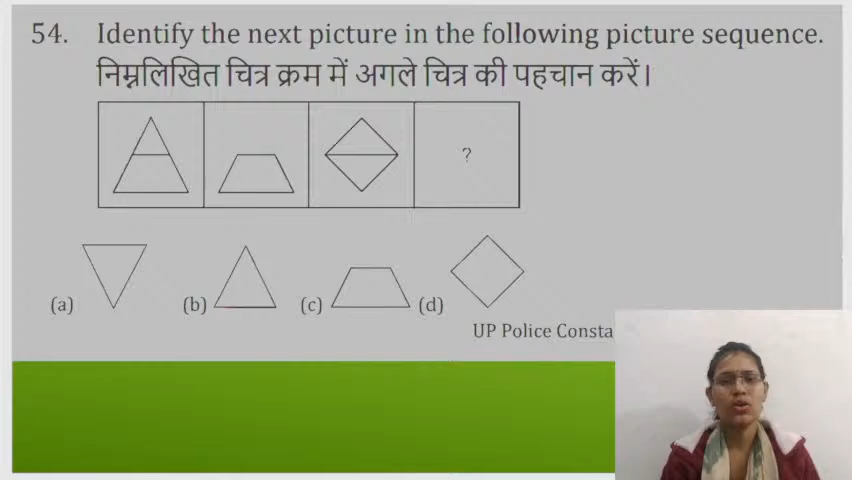 54. Identify the next picture in the following picture sequence.
निम्नलिखित चित्र क्रम में अगले चित्र की पहचान करें।
?
(a) (b) (c) (d)
UP Police Consta